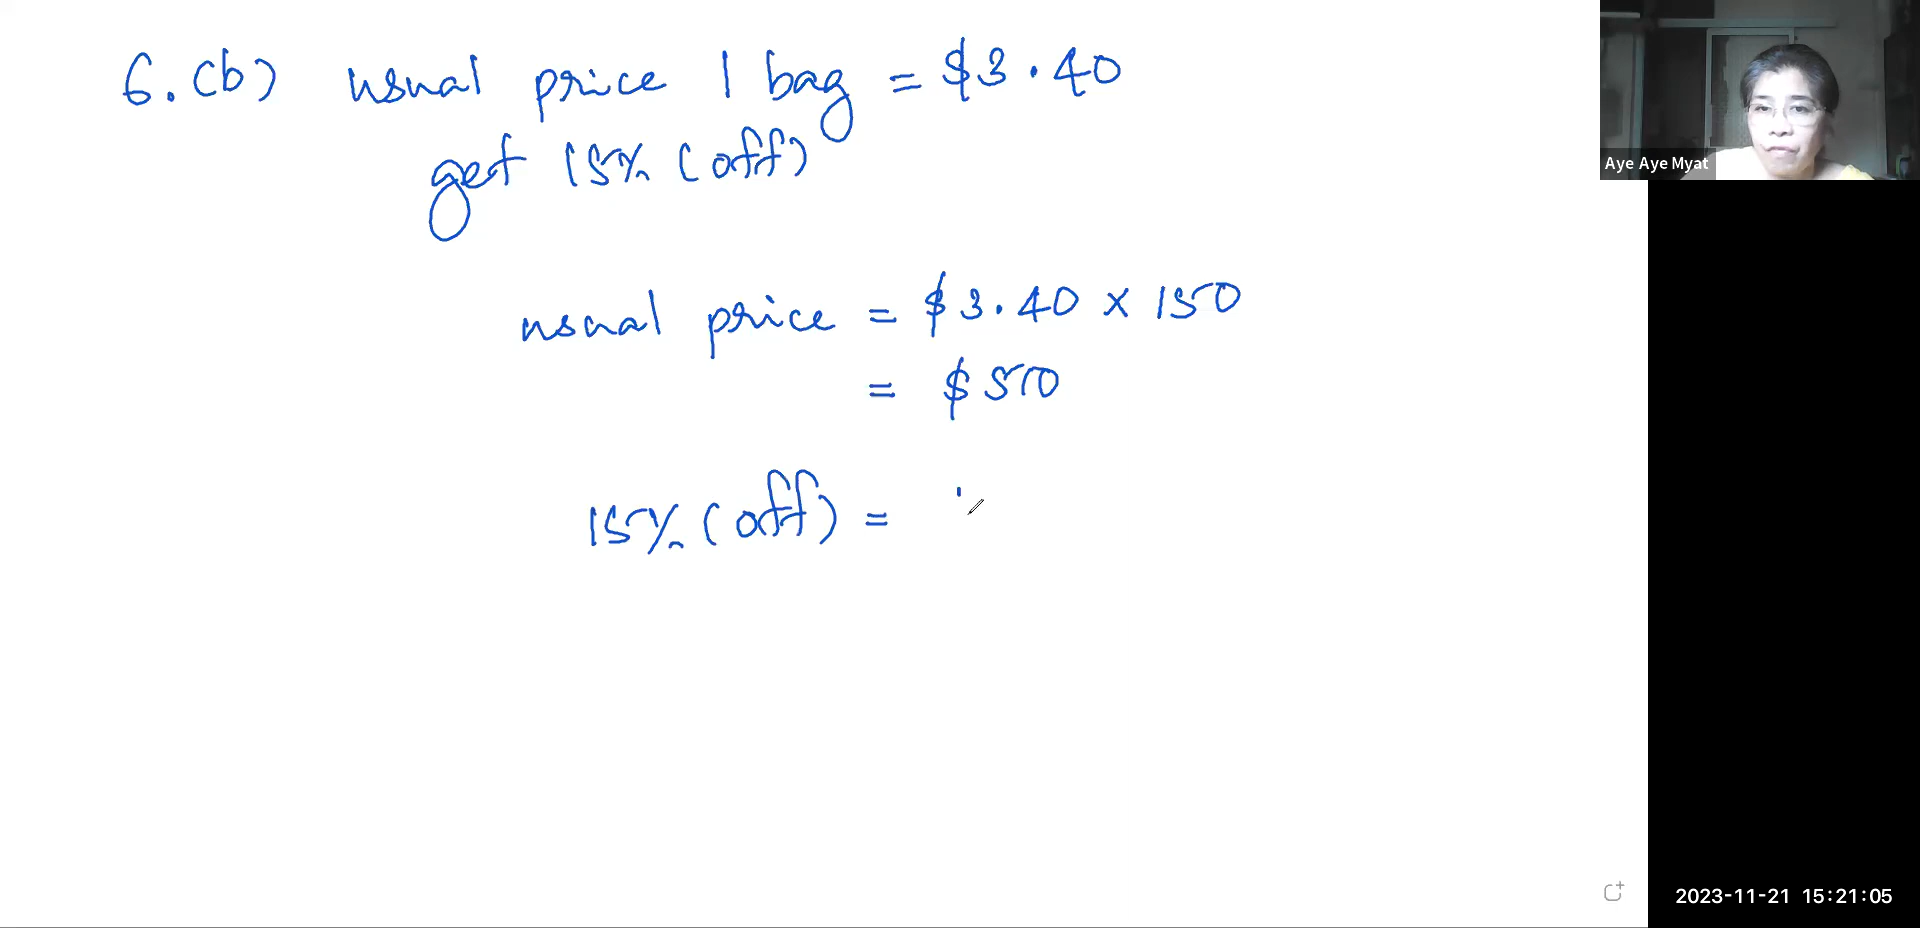 6.(b) usual price 1 bag = $3.40
get 15% (off)
usual price = $3.40 × 150
= $510
15% (off) =
Aye Aye Myat
2023-11-21 15:21:05